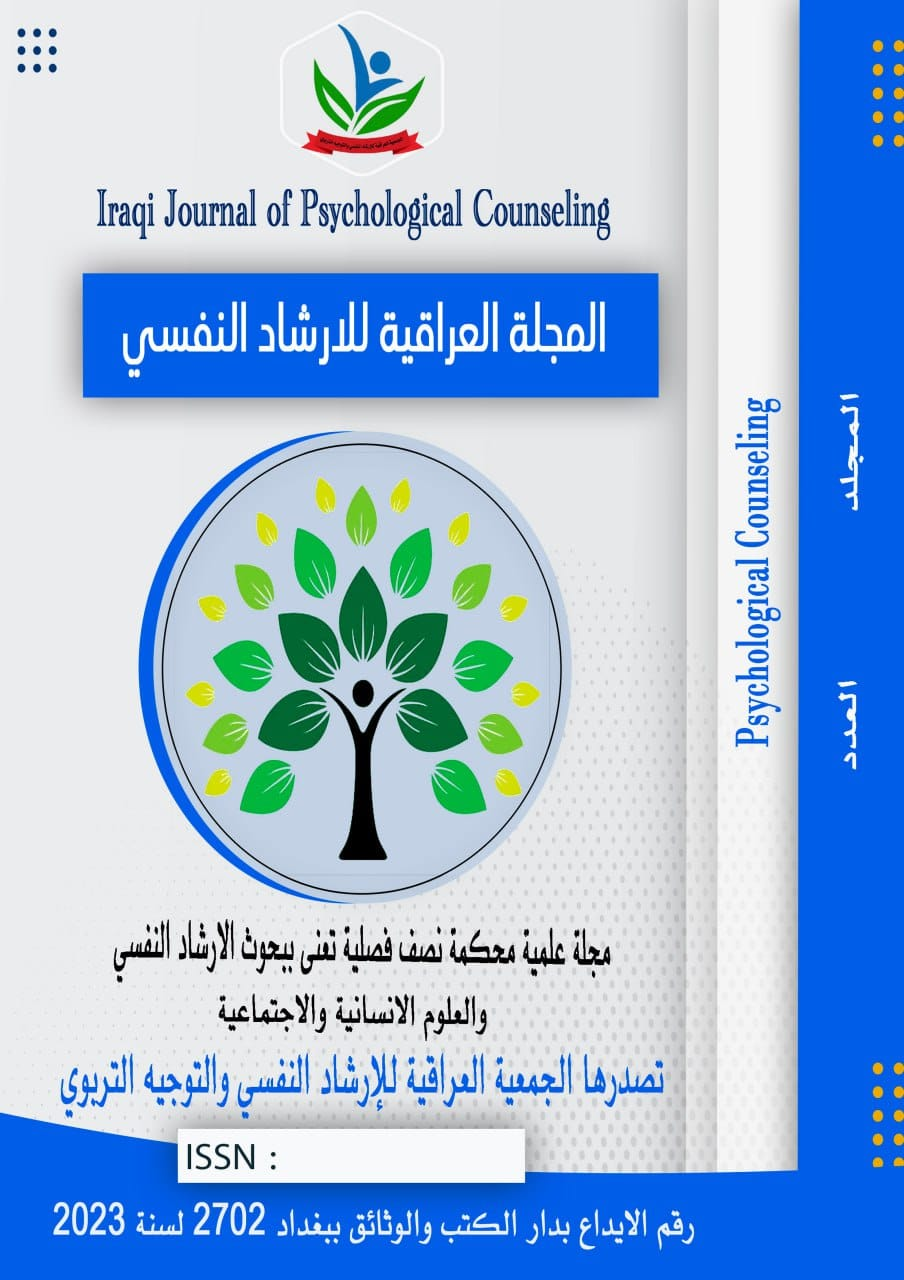 Iraqi Journal of Psychological Counseling
المجلة العراقية للارشاد النفسي
مجلة علمية محكمة نصف فصلية تعنى ببحوث الارشاد النفسي
والعلوم الانسانية والاجتماعية
تصدرها الجمعية العراقية للإرشاد النفسي والتوجيه التربوي
ISSN :
رقم الايداع بدار الكتب والوثائق ببغداد 2702 لسنة 2023
Psychological Counseling
المجلد
العدد